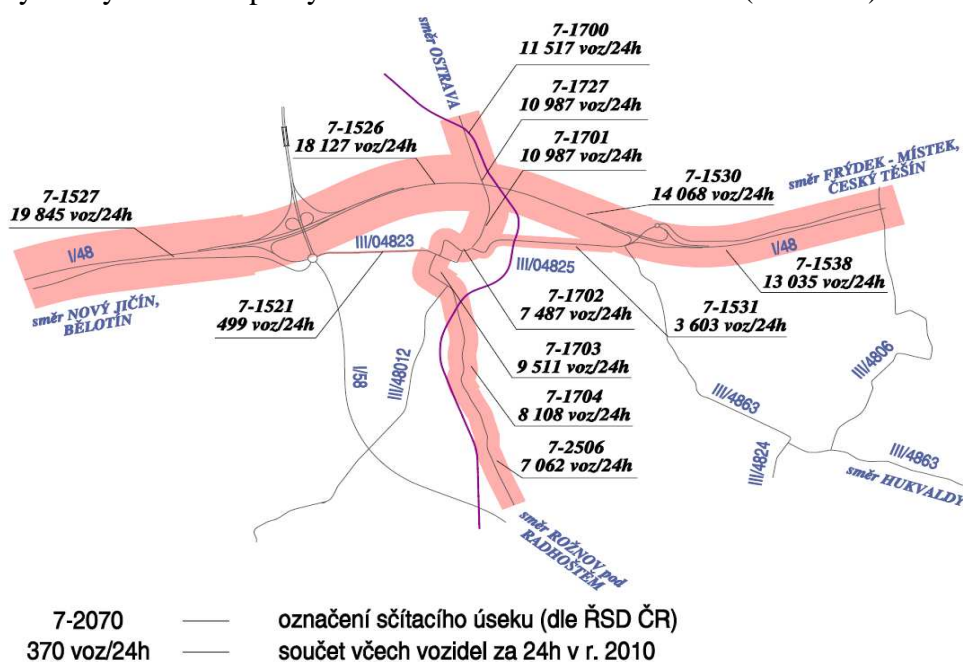 7-1700
11 517 voz/24h
směr OSTRAVA
7-1727
10 987 voz/24h
7-1526
18 127 voz/24h
7-1701
10 987 voz/24h
7-1530
14 068 voz/24h
směr FRÝDEK - MÍSTEK,
ČESKÝ TĚŠÍN
7-1527
19 845 voz/24h
I/48
III/04823
III/04825
I/48
7-1538
13 035 voz/24h
směr NOVÝ JIČÍN,
BĚLOTÍN
7-1521
499 voz/24h
7-1702
7 487 voz/24h
7-1531
3 603 voz/24h
I/58
III/48012
7-1703
9 511 voz/24h
III/4806
7-1704
8 108 voz/24h
III/4863
7-2506
7 062 voz/24h
III/4824
III/4863
směr HUKVALDY
směr ROŽNOV pod
RADHOŠTĚM
7-2070 označení sčítacího úseku (dle ŘSD ČR)
370 voz/24h součet včech vozidel za 24h v r. 2010